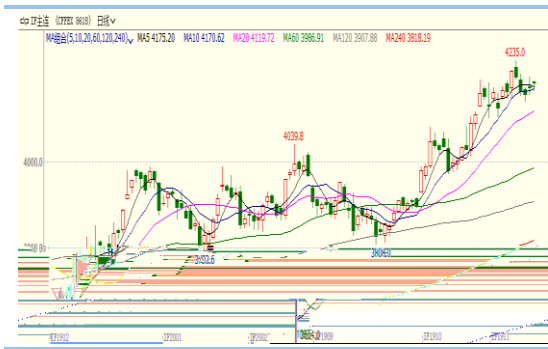 IF主连 (CFFEX 8618) 日线
MA组合(5,10,20,60,120,240) MA5 4175.20 MA10 4170.62 MA20 4119.72 MA60 3986.91 MA120 3907.88 MA240 3818.19
4235.0
4039.8
4000.0
IF1912 IF2001 IF2002 IF1909 IF1910 IF1911